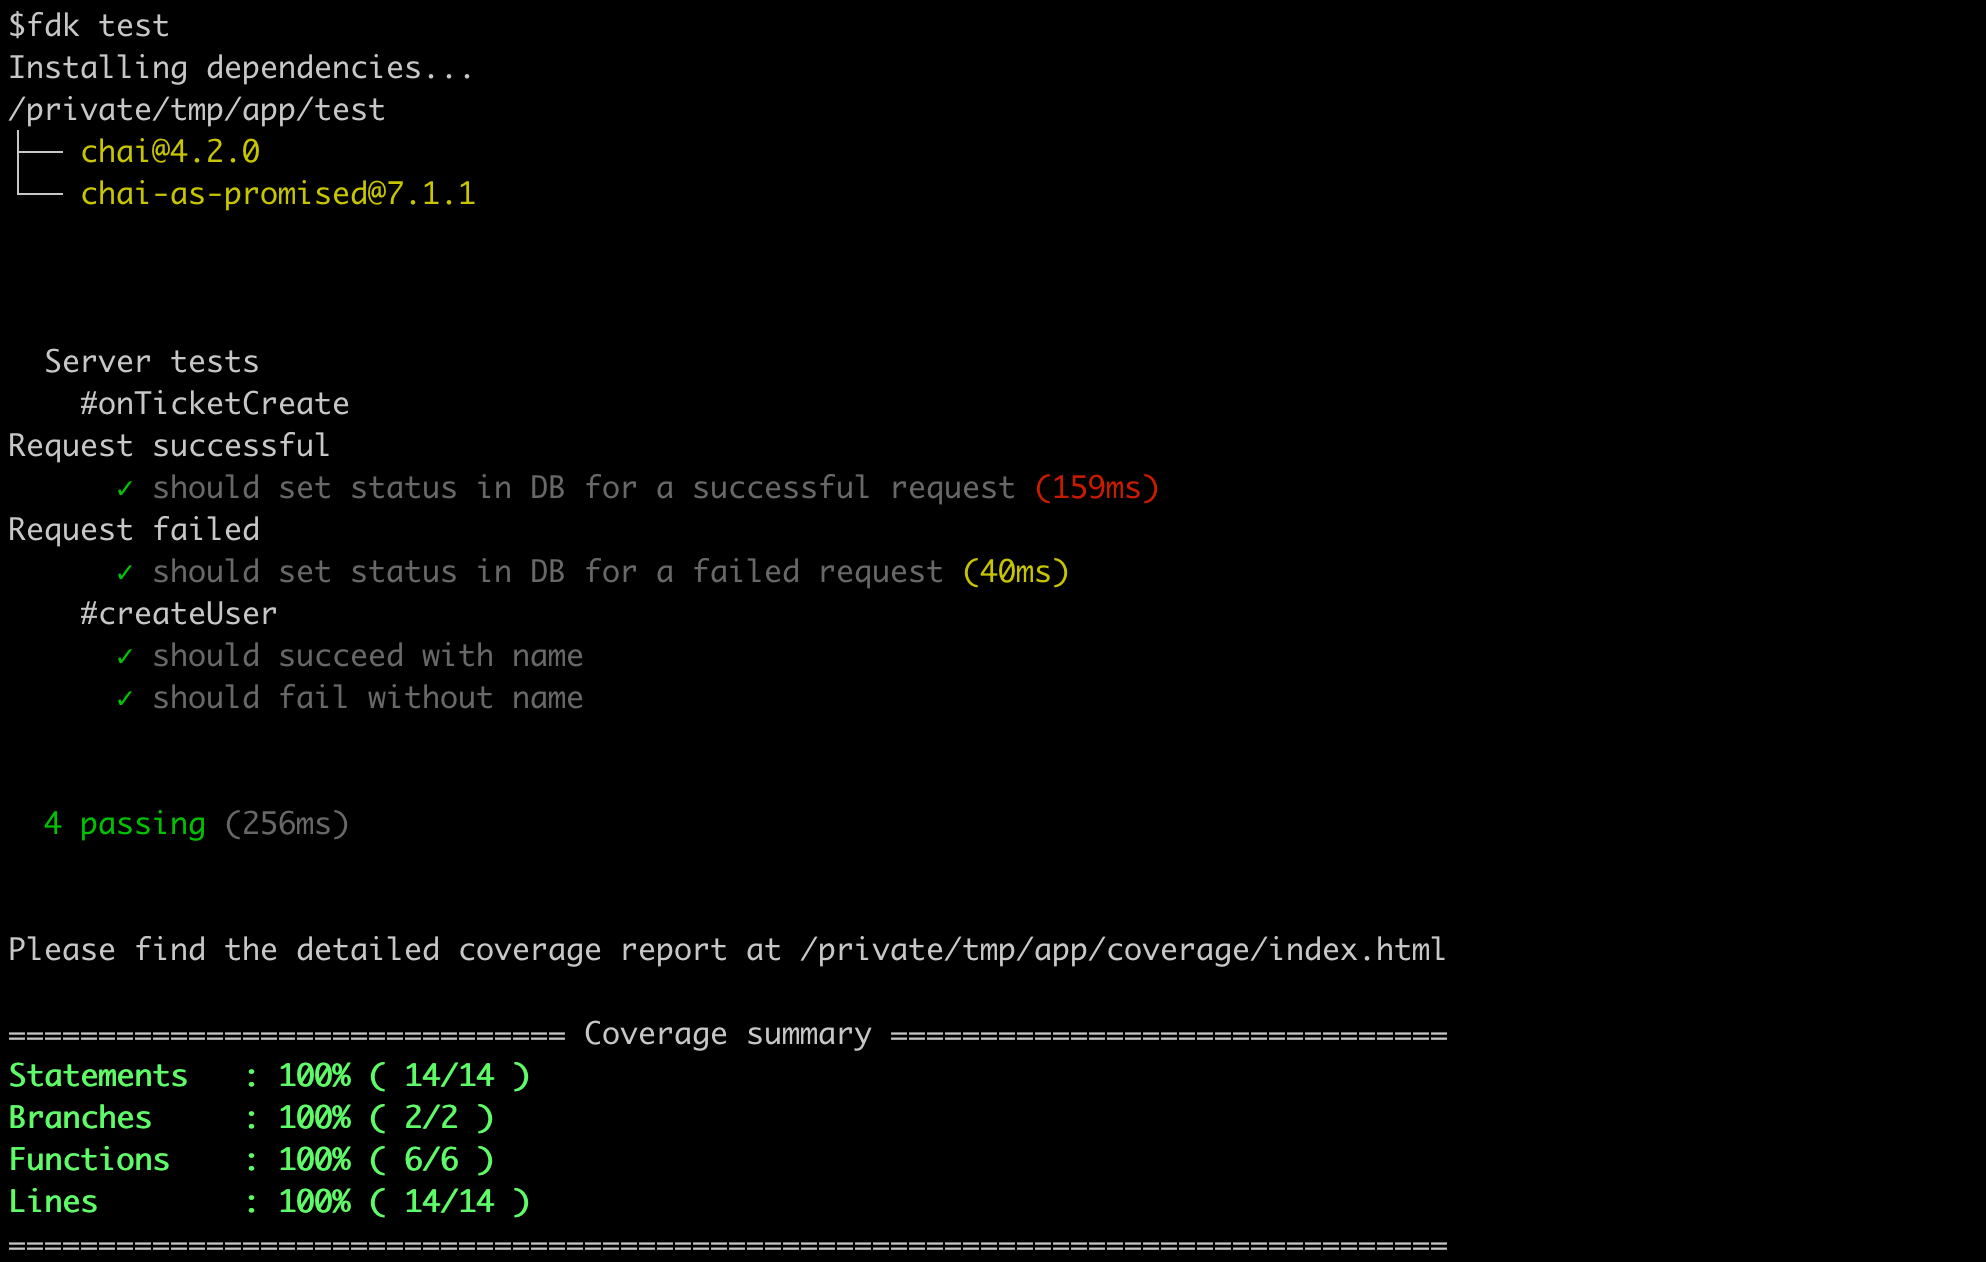 $fdk test
Installing dependencies...
/private/tmp/app/test
├── chai@4.2.0
└── chai-as-promised@7.1.1
Server tests
#onTicketCreate
Request successful
✓ should set status in DB for a successful request (159ms)
Request failed
✓ should set status in DB for a failed request (40ms)
#createUser
✓ should succeed with name
✓ should fail without name
4 passing (256ms)
Please find the detailed coverage report at /private/tmp/app/coverage/index.html
=============================== Coverage summary ===============================
Statements   : 100% ( 14/14 )
Branches     : 100% ( 2/2 )
Functions    : 100% ( 6/6 )
Lines        : 100% ( 14/14 )
================================================================================